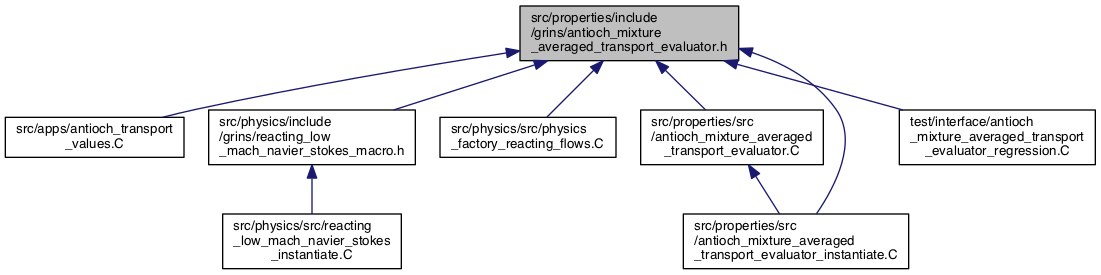 src/properties/include
/grins/antioch_mixture
_averaged_transport_evaluator.h
src/apps/antioch_transport
_values.C
src/physics/include
/grins/reacting_low
_mach_navier_stokes_macro.h
src/physics/src/physics
_factory_reacting_flows.C
src/properties/src
/antioch_mixture_averaged
_transport_evaluator.C
test/interface/antioch
_mixture_averaged_transport
_evaluator_regression.C
src/physics/src/reacting
_low_mach_navier_stokes
_instantiate.C
src/properties/src
/antioch_mixture_averaged
_transport_evaluator_instantiate.C